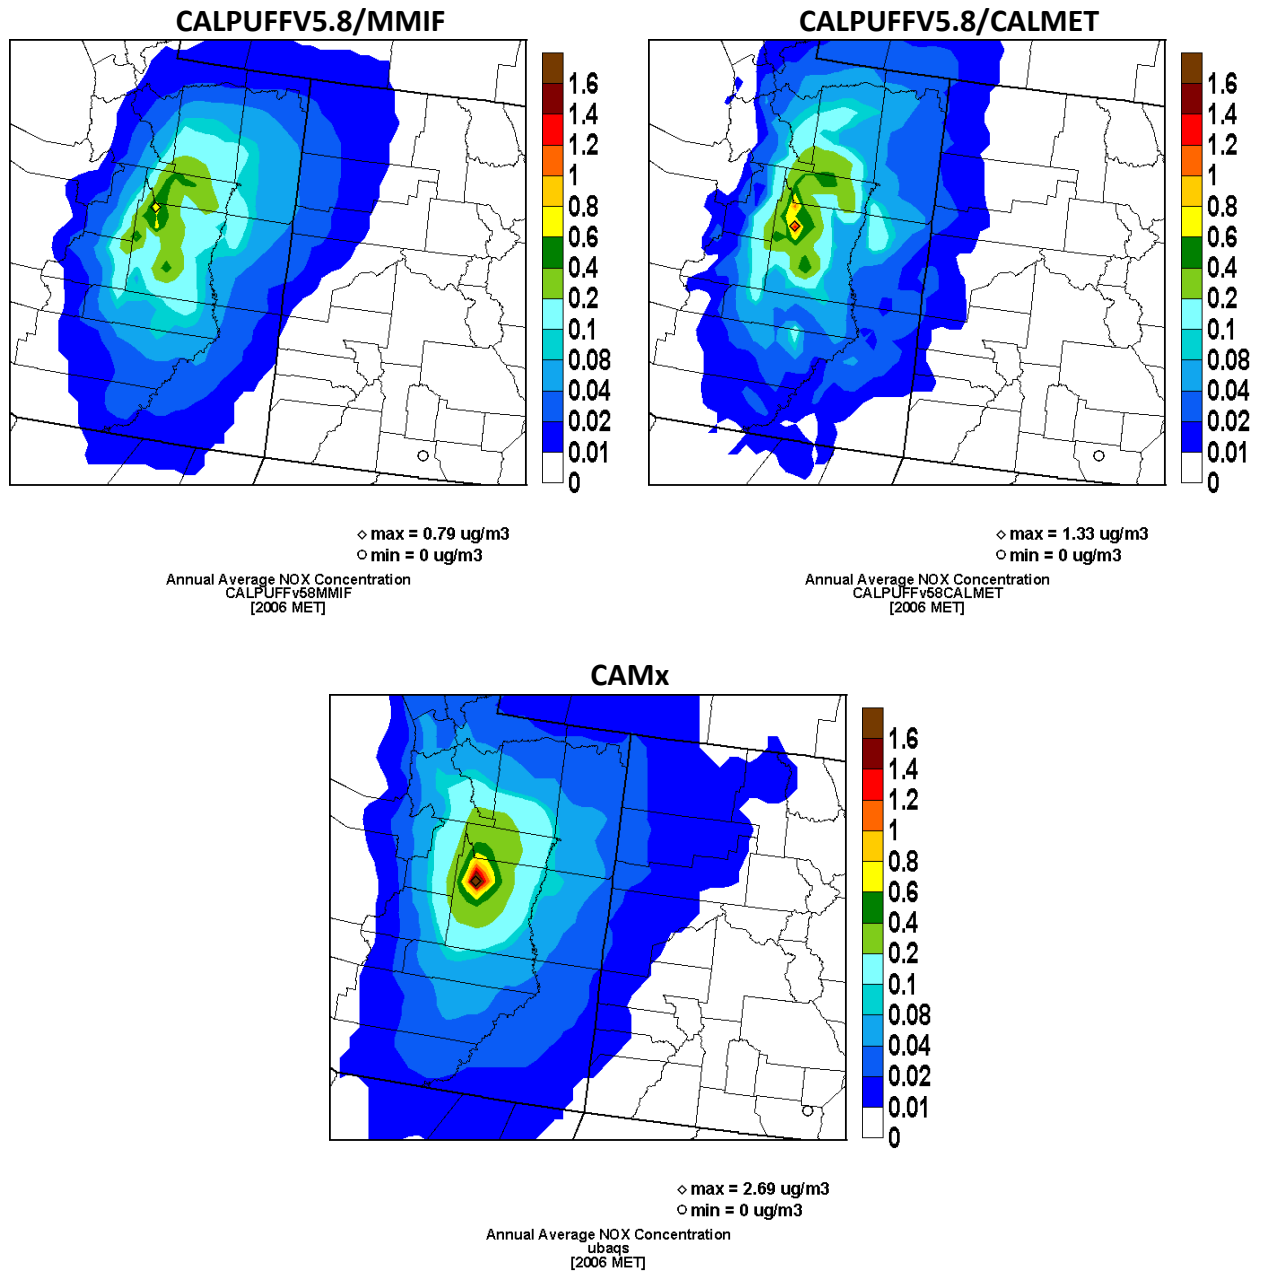 CALPUFFV5.8/MMIF
1.6
1.4
1.2
1
0.8
0.6
0.4
0.2
0.1
0.08
0.04
0.02
0.01
0
max = 0.79 ug/m3
min = 0 ug/m3
Annual Average NOX Concentration
CALPUFFv58MMIF
[2006 MET]
CALPUFFV5.8/CALMET
1.6
1.4
1.2
1
0.8
0.6
0.4
0.2
0.1
0.08
0.04
0.02
0.01
0
max = 1.33 ug/m3
min = 0 ug/m3
Annual Average NOX Concentration
CALPUFFv58CALMET
[2006 MET]
CAMx
1.6
1.4
1.2
1
0.8
0.6
0.4
0.2
0.1
0.08
0.04
0.02
0.01
0
max = 2.69 ug/m3
min = 0 ug/m3
Annual Average NOX Concentration
ubaqs
[2006 MET]